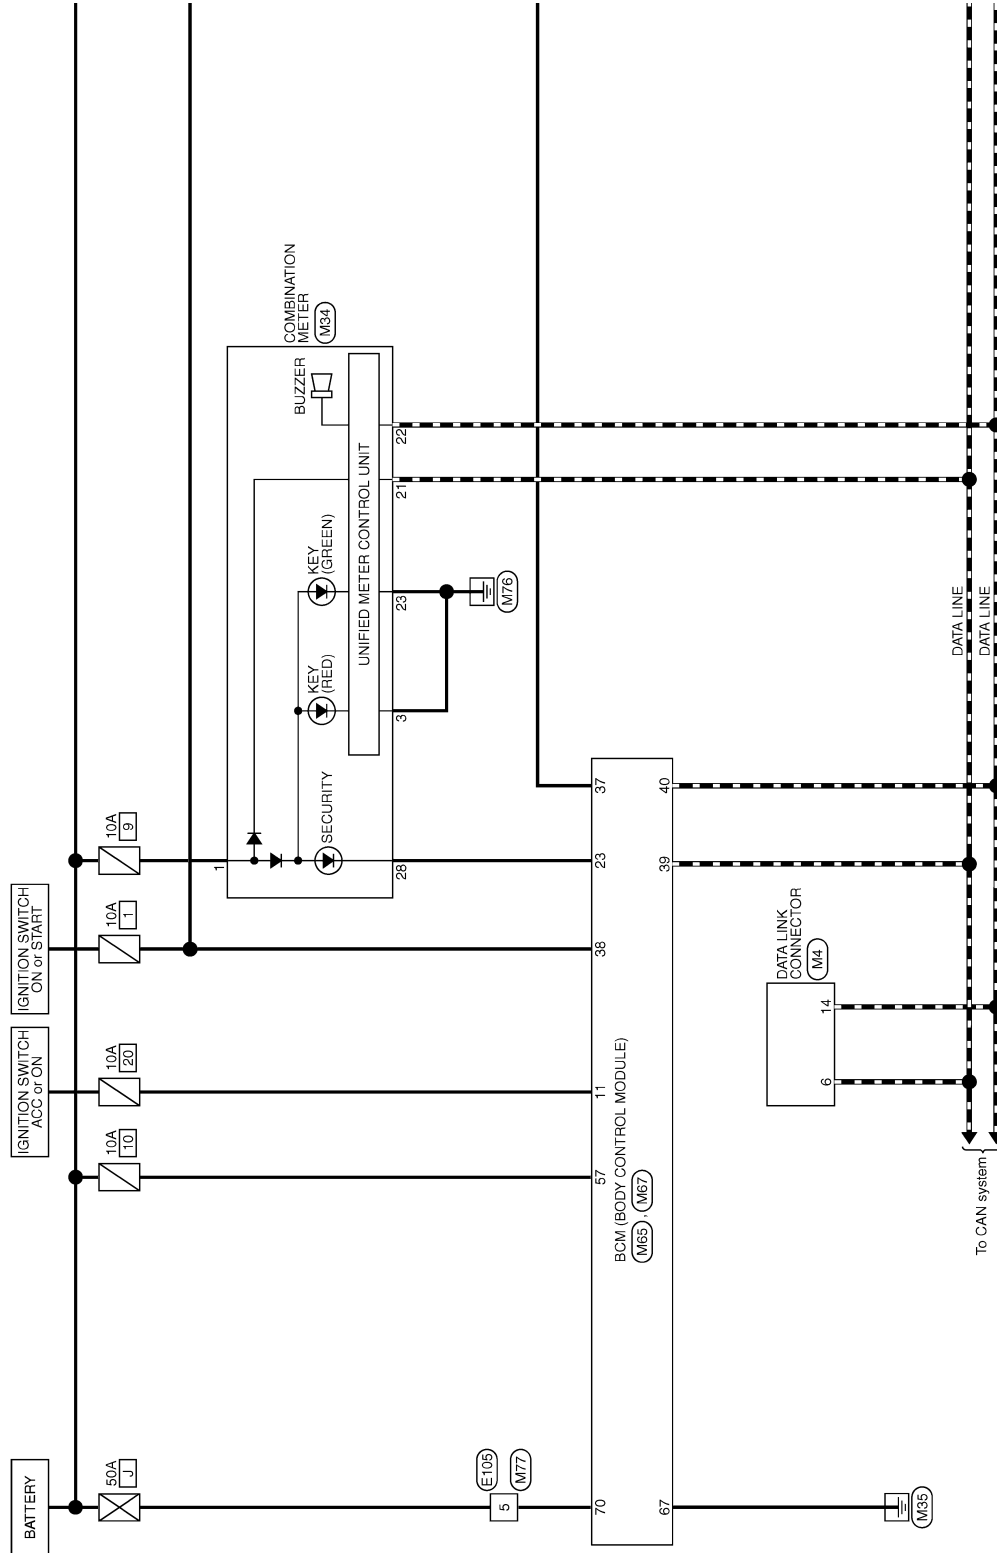 BATTERY
50A
J
10A
10
IGNITION SWITCH
ACC or ON
10A
20
IGNITION SWITCH
ON or START
10A
1
10A
9
COMBINATION
METER
M34
BUZZER
1
SECURITY
KEY
(RED)
KEY
(GREEN)
UNIFIED METER CONTROL UNIT
28
3
23
21
22
M76
E105
M77
5
70
57
11
38
23
37
BCM (BODY CONTROL MODULE)
M65 , M67
67
39
40
M35
DATA LINK
CONNECTOR
M4
6
14
DATA LINE
DATA LINE
To CAN system